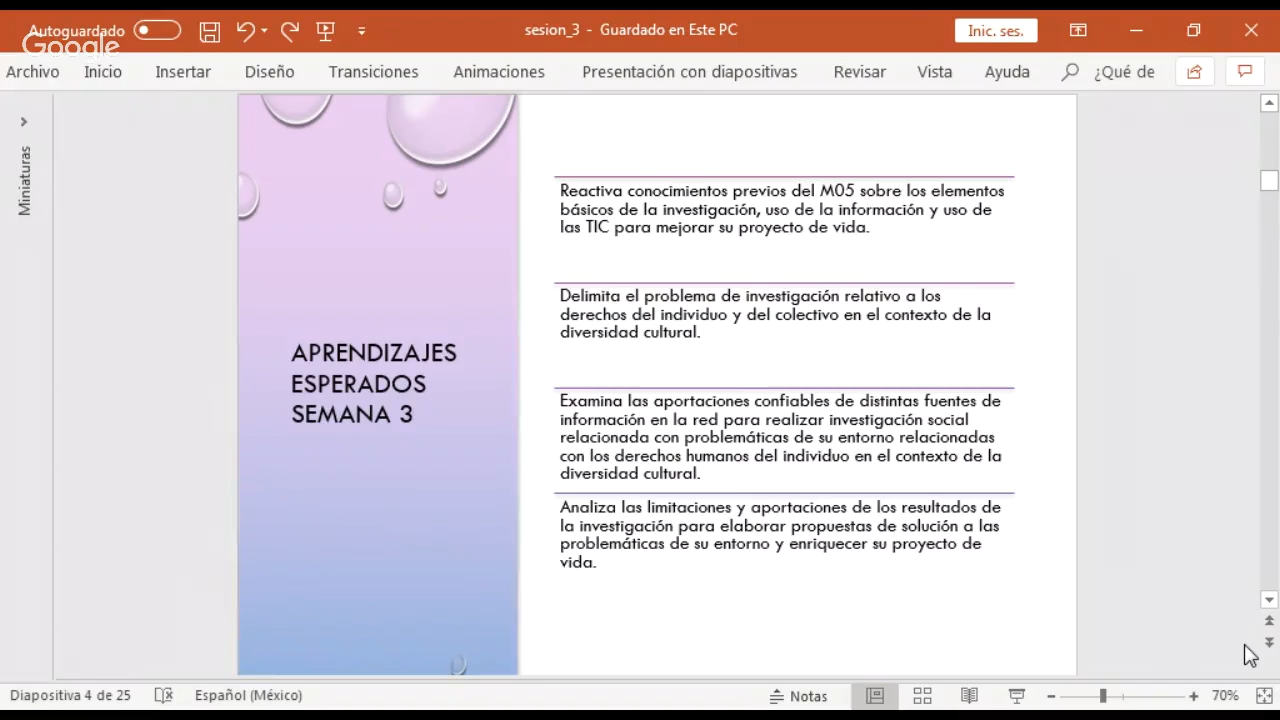 Autoguardado
sesion_3 - Guardado en Este PC
Inic. ses.
Google
Archivo Inicio Insertar Diseño Transiciones Animaciones Presentación con diapositivas Revisar Vista Ayuda ¿Qué de
Miniaturas
APRENDIZAJES
ESPERADOS
SEMANA 3
Reactiva conocimientos previos del M05 sobre los elementos
básicos de la investigación, uso de la información y uso de
las TIC para mejorar su proyecto de vida.
Delimita el problema de investigación relativo a los
derechos del individuo y del colectivo en el contexto de la
diversidad cultural.
Examina las aportaciones confiables de distintas fuentes de
información en la red para realizar investigación social
relacionada con problemáticas de su entorno relacionadas
con los derechos humanos del individuo en el contexto de la
diversidad cultural.
Analiza las limitaciones y aportaciones de los resultados de
la investigación para elaborar propuestas de solución a las
problemáticas de su entorno y enriquecer su proyecto de
vida.
Diapositiva 4 de 25 Español (México) Notas 70%